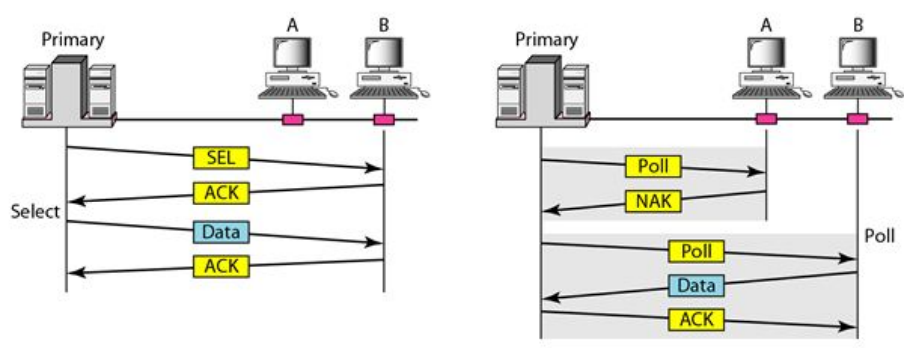 A
B
Primary
SEL
ACK
Select
Data
ACK
A
B
Primary
Poll
NAK
Poll
Poll
Data
ACK